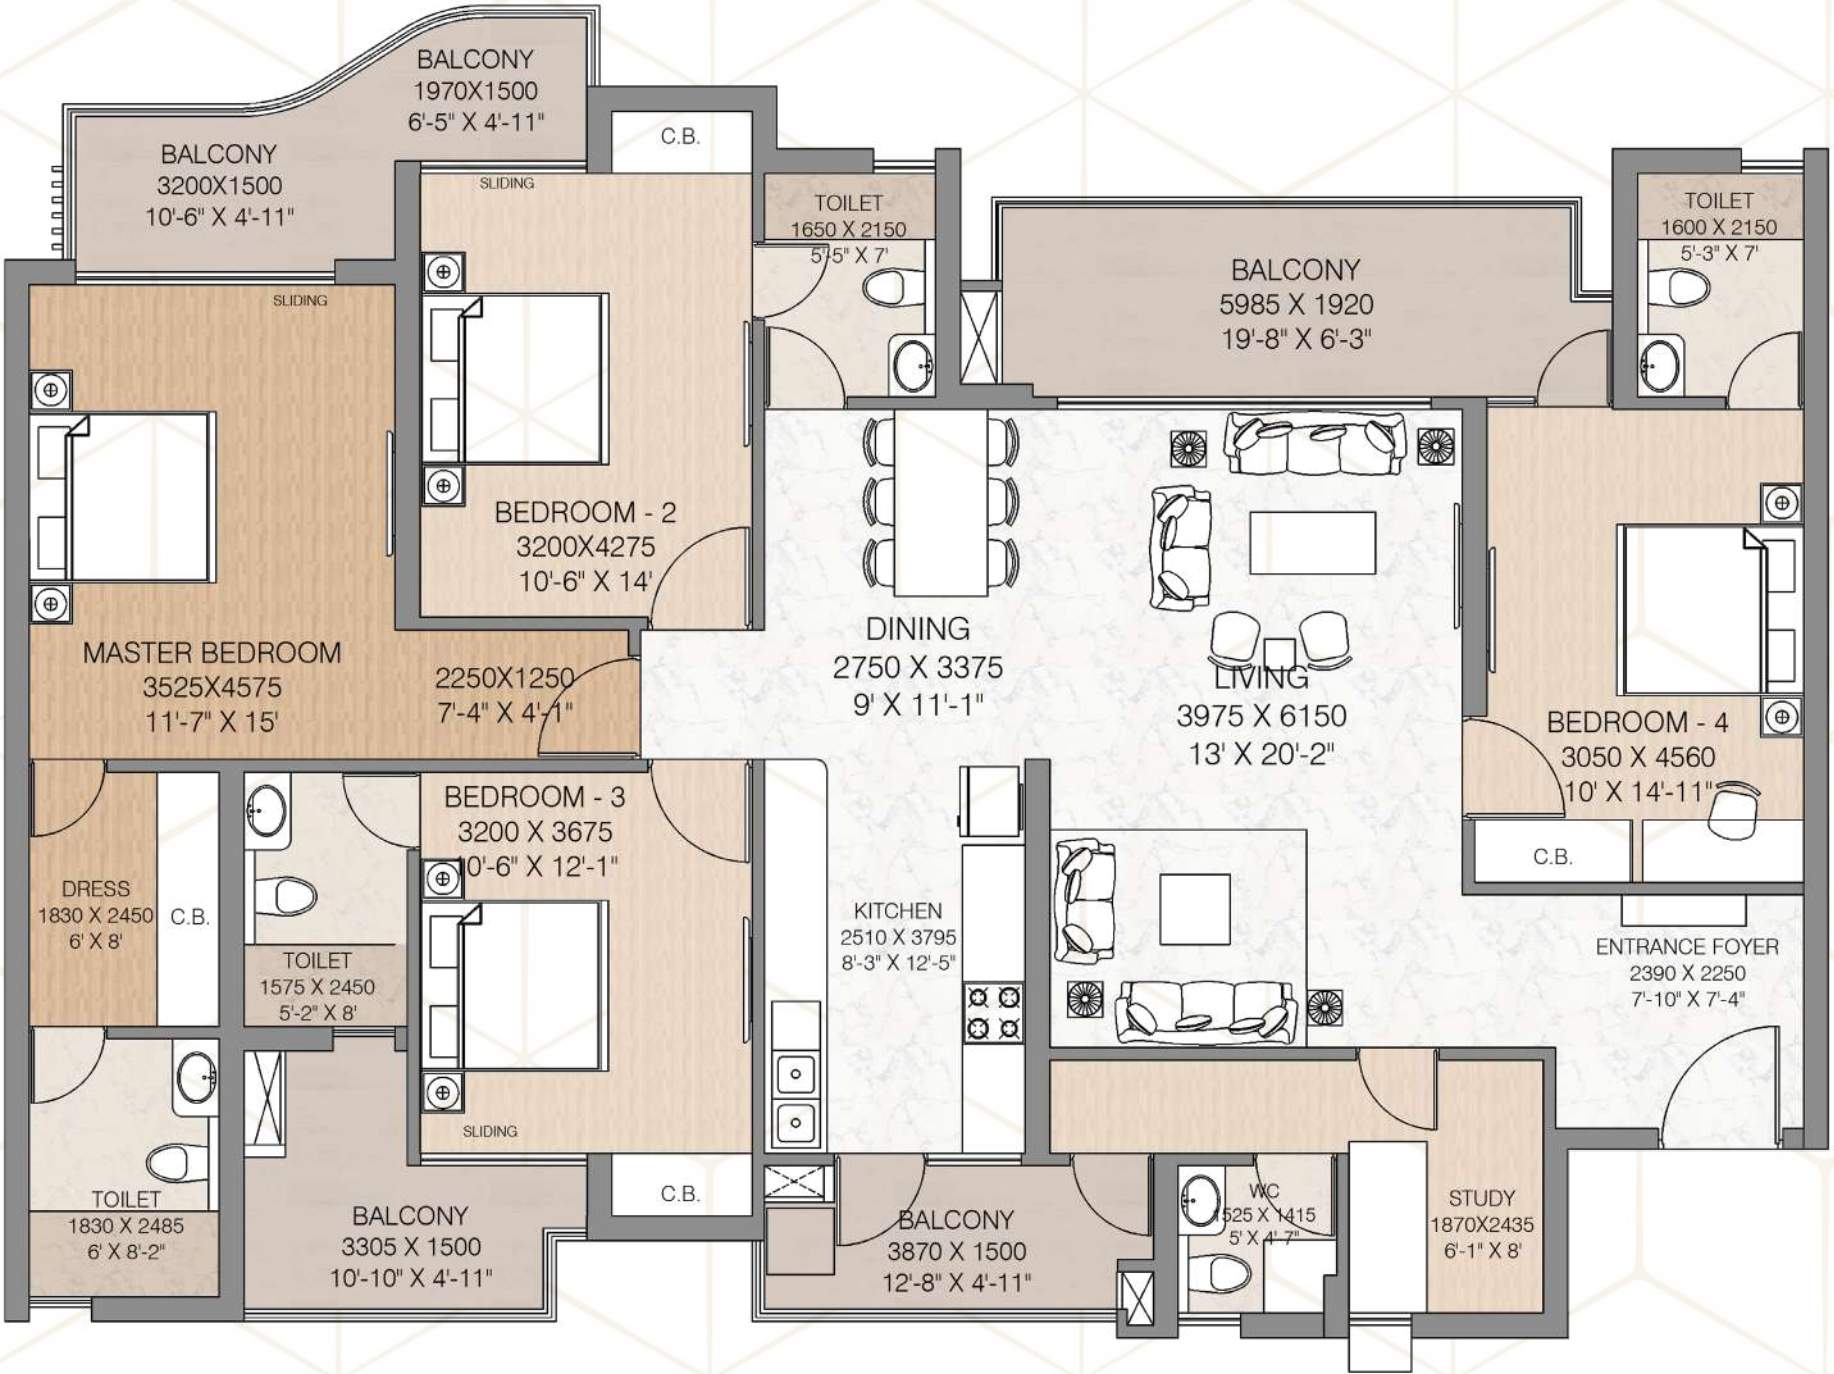 BALCONY
1970X1500
6'-5" X 4'-11"
BALCONY
3200X1500
10'-6" X 4'-11"
C.B.
SLIDING
TOILET
1650 X 2150
5'-5" X 7'
TOILET
1600 X 2150
5'-3" X 7'
BALCONY
5985 X 1920
19'-8" X 6'-3"
SLIDING
BEDROOM - 2
3200X4275
10'-6" X 14'
MASTER BEDROOM
3525X4575
11'-7" X 15'
2250X1250
7'-4" X 4'-1"
DINING
2750 X 3375
9' X 11'-1"
LIVING
3975 X 6150
13' X 20'-2"
BEDROOM - 4
3050 X 4560
10' X 14'-11"
C.B.
BEDROOM - 3
3200 X 3675
10'-6" X 12'-1"
DRESS
1830 X 2450
6' X 8'
C.B.
TOILET
1575 X 2450
5'-2" X 8'
KITCHEN
2510 X 3795
8'-3" X 12'-5"
ENTRANCE FOYER
2390 X 2250
7'-10" X 7'-4"
SLIDING
TOILET
1830 X 2485
6' X 8'-2"
BALCONY
3305 X 1500
10'-10" X 4'-11"
C.B.
BALCONY
3870 X 1500
12'-8" X 4'-11"
WC
1525 X 1415
5' X 4'-7"
STUDY
1870X2435
6'-1" X 8'